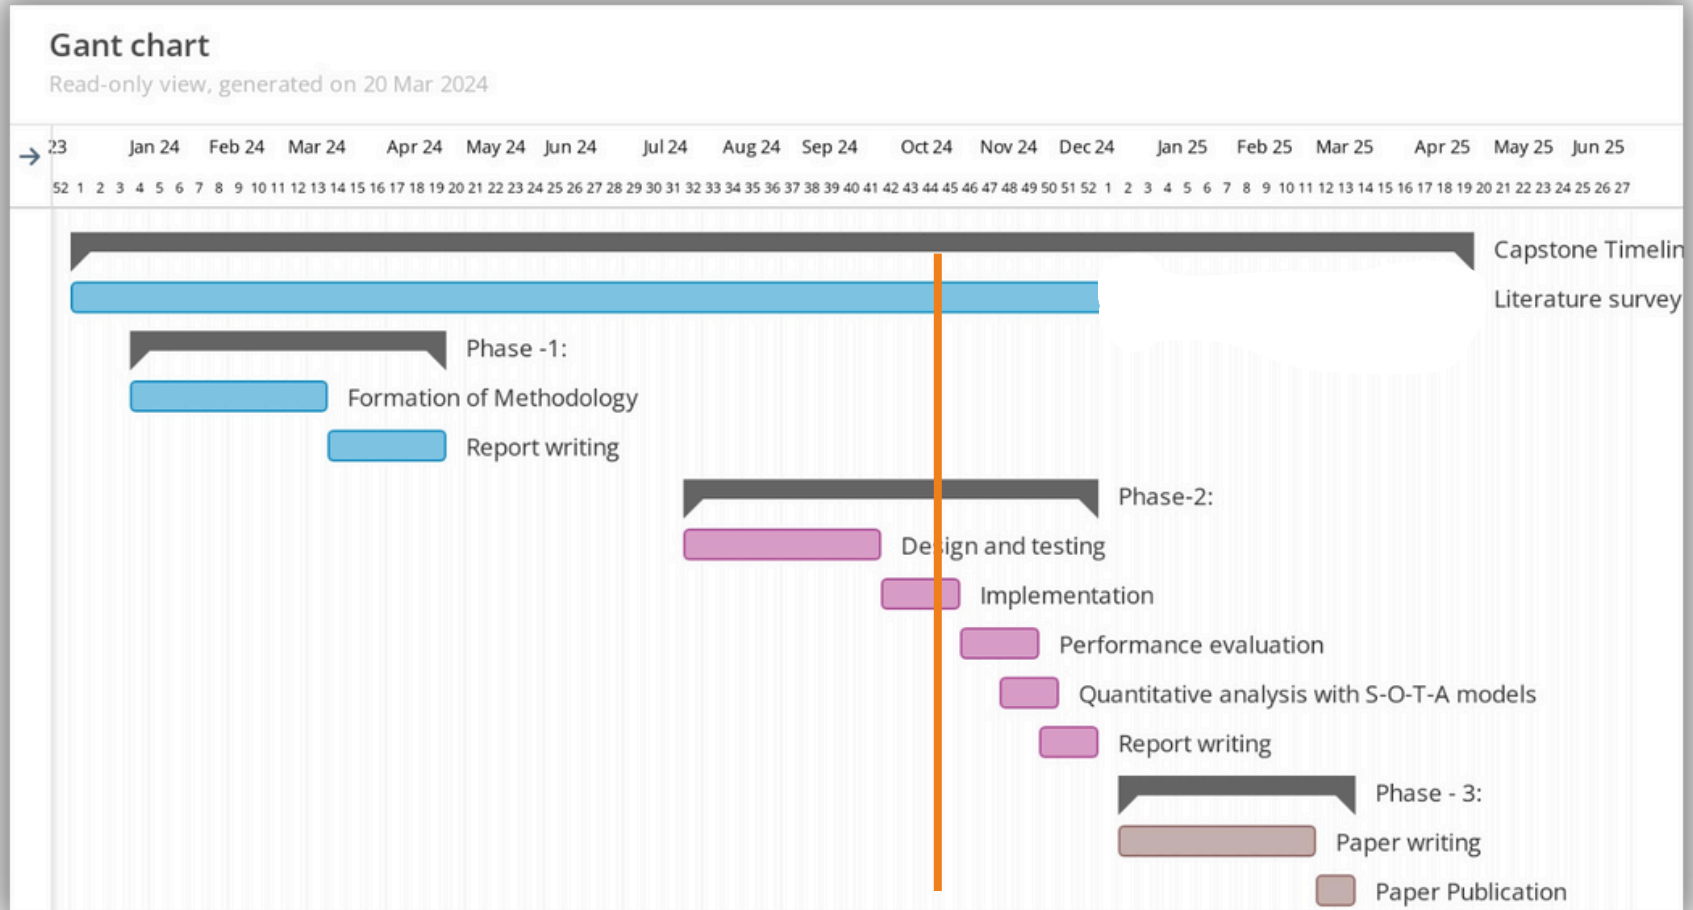 Gant chart
Read-only view, generated on 20 Mar 2024
→ 23 Jan 24 Feb 24 Mar 24 Apr 24 May 24 Jun 24 Jul 24 Aug 24 Sep 24 Oct 24 Nov 24 Dec 24 Jan 25 Feb 25 Mar 25 Apr 25 May 25 Jun 25
52 1 2 3 4 5 6 7 8 9 10 11 12 13 14 15 16 17 18 19 20 21 22 23 24 25 26 27 28 29 30 31 32 33 34 35 36 37 38 39 40 41 42 43 44 45 46 47 48 49 50 51 52 1 2 3 4 5 6 7 8 9 10 11 12 13 14 15 16 17 18 19 20 21 22 23 24 25 26 27
Capstone Timelin
Literature survey
Phase -1:
Formation of Methodology
Report writing
Phase-2:
Design and testing
Implementation
Performance evaluation
Quantitative analysis with S-O-T-A models
Report writing
Phase - 3:
Paper writing
Paper Publication